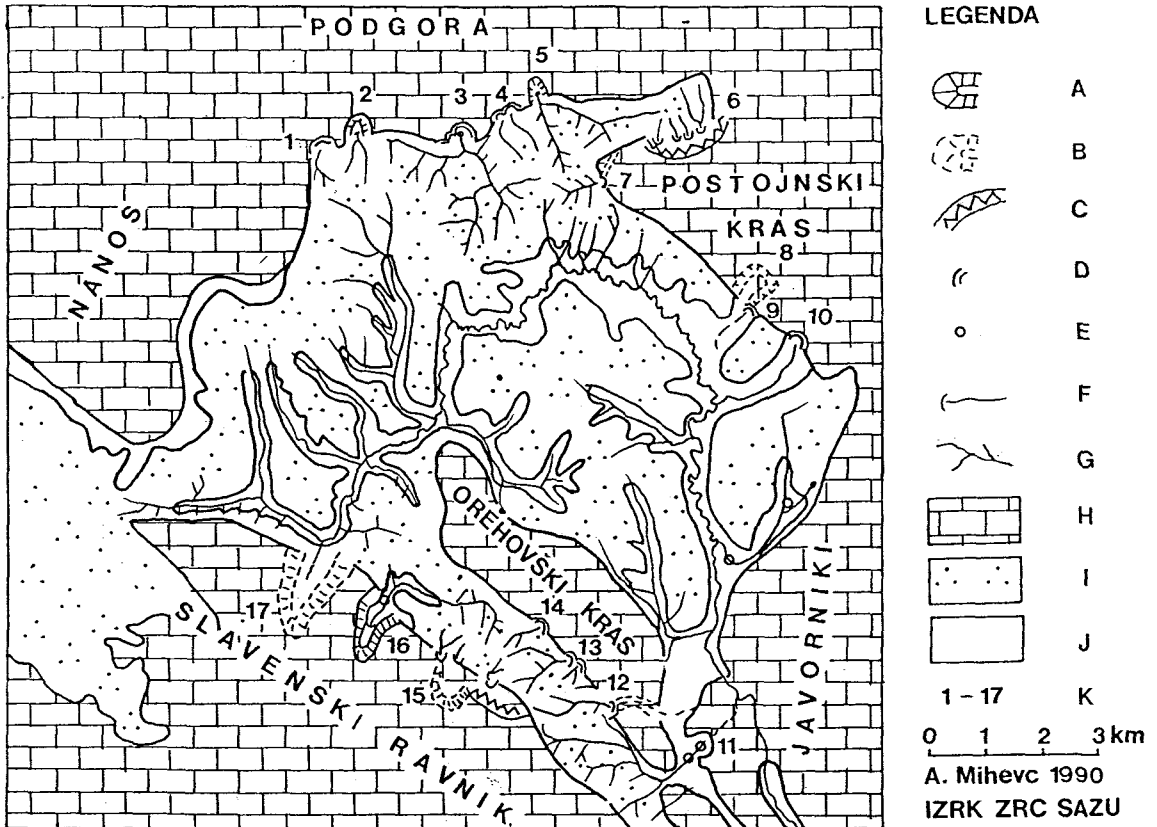 PODGORA
5
2
3
4
6
1
7
POSTOJNSKI
KRAS
8
NANOS
9
10
OREHOVSKI KRAS
JAVORNIKI
17
SLAVENSKI RAVNIK
14
16
13
12
15
11
LEGENDA
A
B
C
D
E
F
G
H
I
J
1-17 K
0 1 2 3 km
A. Mihevc 1990
IZRK ZRC SAZU